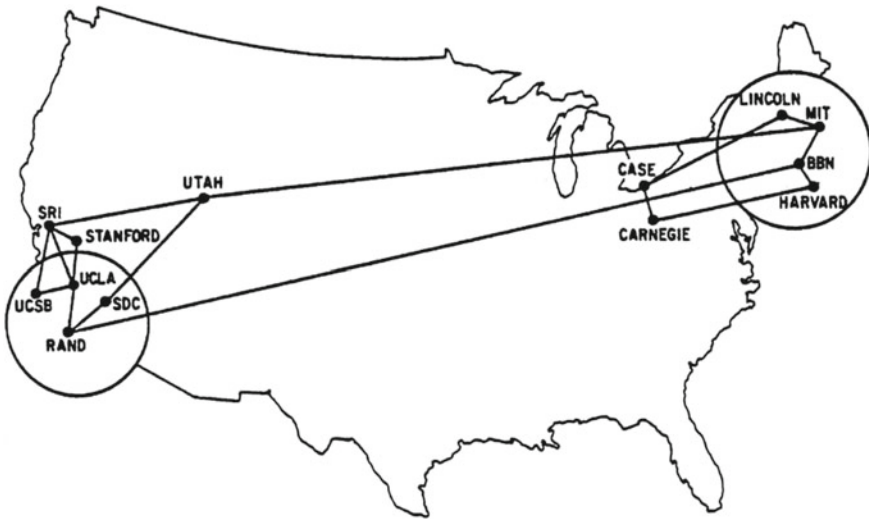 LINCOLN
MIT
BBN
CASE
HARVARD
UTAH
CARNEGIE
SRI
STANFORD
UCLA
UCSB
SDC
RAND